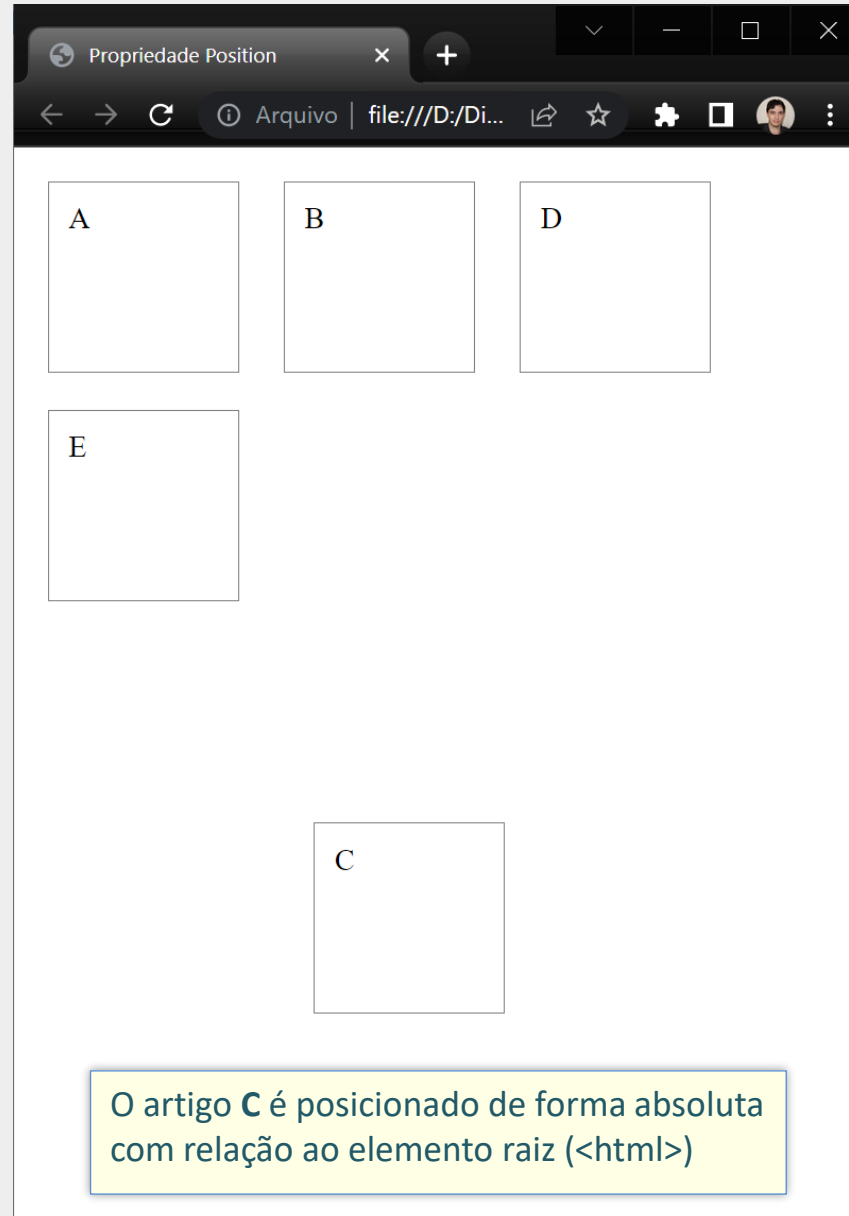 Propriedade Position
Arquivo | file:///D:/Di...
A
B
D
E
C
O artigo C é posicionado de forma absoluta
com relação ao elemento raiz (<html>)